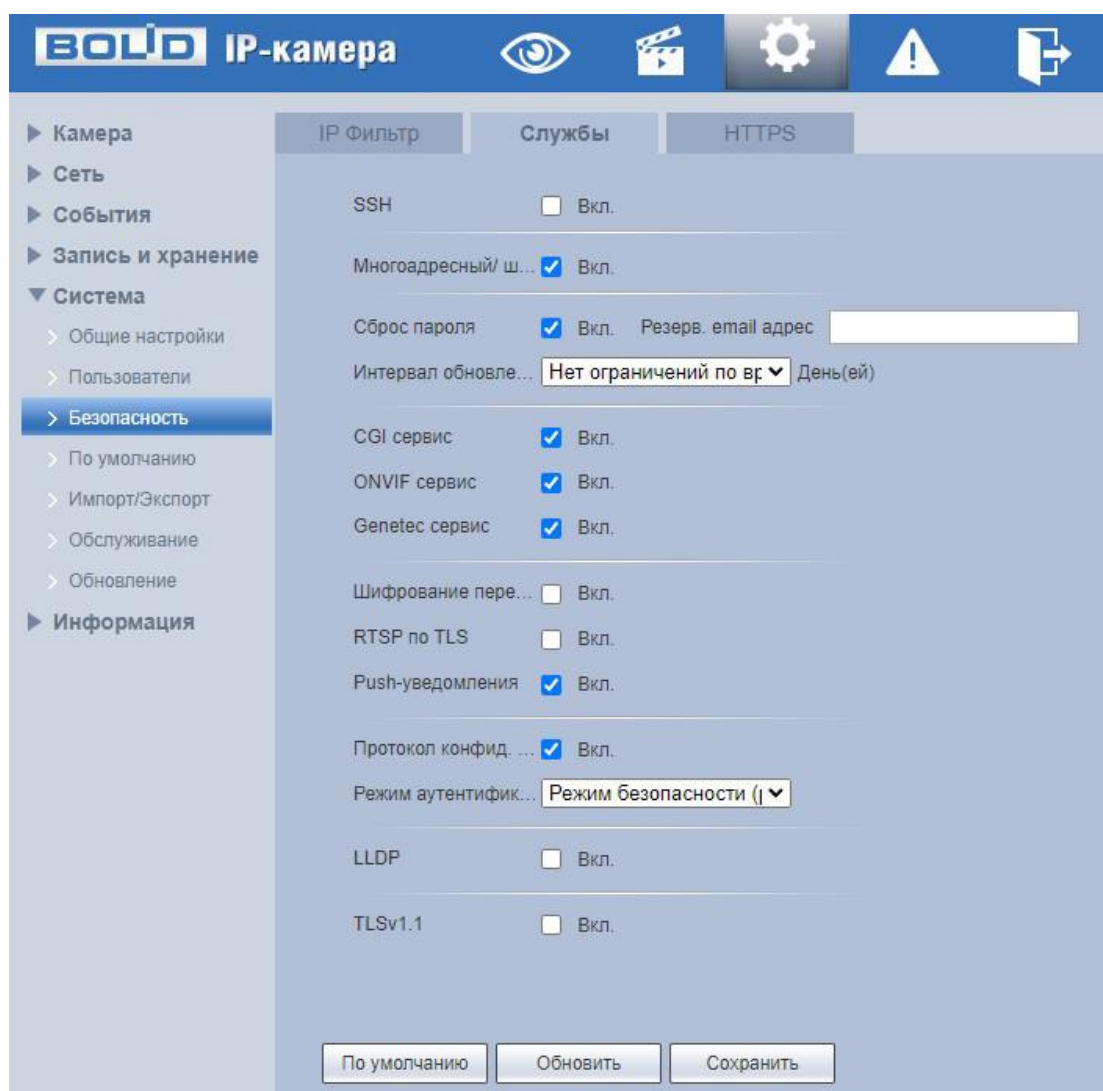 BOLID IP-камера
Камера
Сеть
События
Запись и хранение
Система
Общие настройки
Пользователи
Безопасность
По умолчанию
Импорт/Экспорт
Обслуживание
Обновление
Информация
IP Фильтр Службы HTTPS
SSH Вкл.
Многоадресный/ ш... Вкл.
Сброс пароля Вкл. Резерв. email адрес
Интервал обновле... Нет ограничений по вр День(ей)
CGI сервис Вкл.
ONVIF сервис Вкл.
Genetec сервис Вкл.
Шифрование пере... Вкл.
RTSP по TLS Вкл.
Push-уведомления Вкл.
Протокол конфид. ... Вкл.
Режим аутентифик... Режим безопасности (
LLDP Вкл.
TLSv1.1 Вкл.
По умолчанию Обновить Сохранить